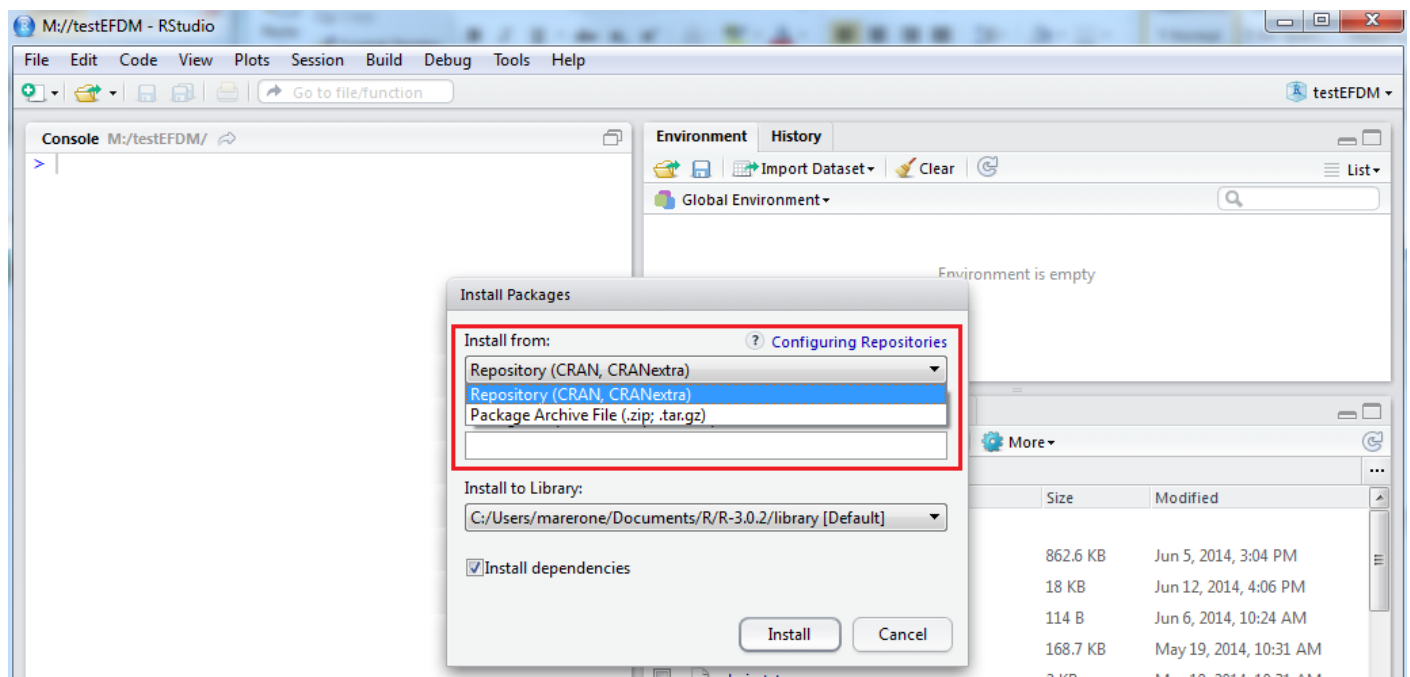 M://testEFDM - RStudio
File Edit Code View Plots Session Build Debug Tools Help
Go to file/function
testEFDM
Console M:/testEFDM/
>
Environment History
Import Dataset Clear
List
Global Environment
Environment is empty
Install Packages
Install from:
? Configuring Repositories
Repository (CRAN, CRANextra)
Repository (CRAN, CRANextra)
Package Archive File (.zip; .tar.gz)
Install to Library:
C:/Users/marerone/Documents/R/R-3.0.2/library [Default]
Install dependencies
Install Cancel
More
...
Size Modified
862.6 KB Jun 5, 2014, 3:04 PM
18 KB Jun 12, 2014, 4:06 PM
114 B Jun 6, 2014, 10:24 AM
168.7 KB May 19, 2014, 10:31 AM